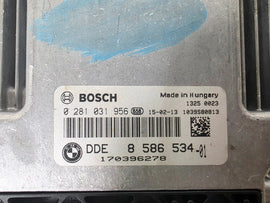 BOSCH
Made in Hungary
1325 0023
0 281 031 956 15-02-13 1039S80813
DDE 8 586 534-01
170396278